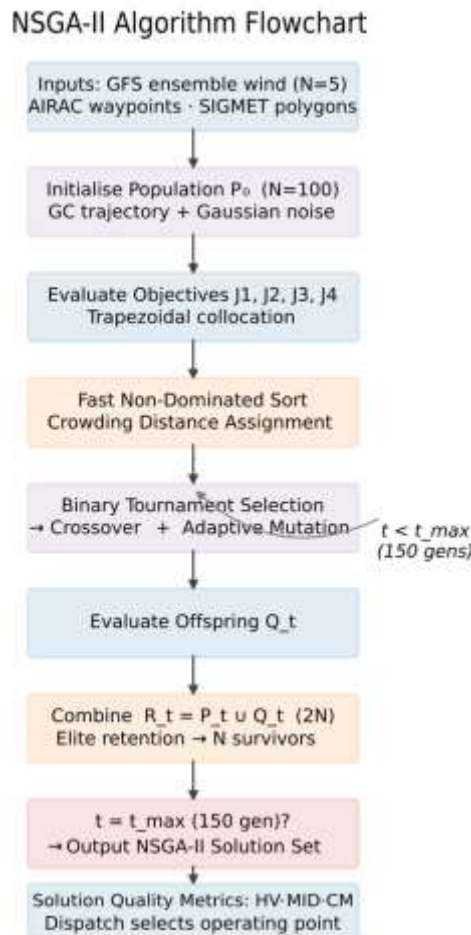 NSGA-II Algorithm Flowchart
Inputs: GFS ensemble wind (N=5)
AIRAC waypoints · SIGMET polygons
Initialise Population P₀ (N=100)
GC trajectory + Gaussian noise
Evaluate Objectives J1, J2, J3, J4
Trapezoidal collocation
Fast Non-Dominated Sort
Crowding Distance Assignment
Binary Tournament Selection
→ Crossover + Adaptive Mutation
t < t_max
(150 gens)
Evaluate Offspring Q_t
Combine R_t = P_t ∪ Q_t (2N)
Elite retention → N survivors
t = t_max (150 gen)?
→ Output NSGA-II Solution Set
Solution Quality Metrics: HV·MID·CM
Dispatch selects operating point